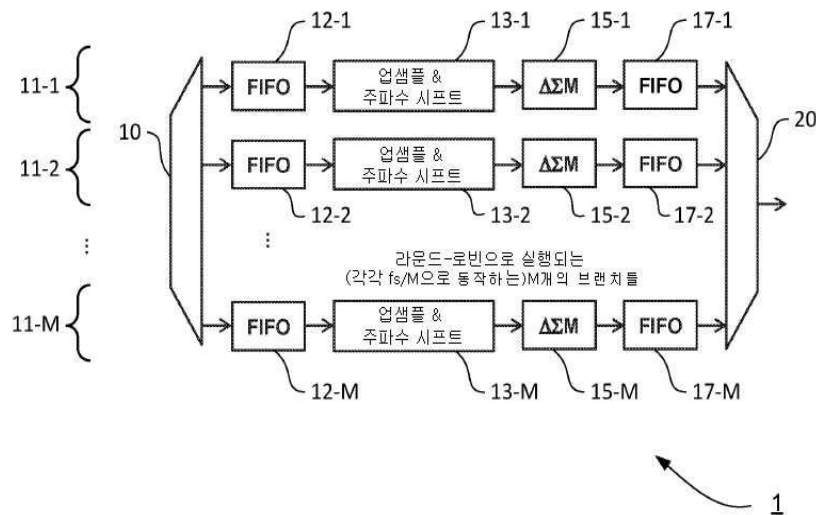 12-1 13-1 15-1 17-1
11-1 FIFO 업샘플 &
주파수 시프트 ΔΣM FIFO
10 20
11-2 FIFO 업샘플 &
주파수 시프트 ΔΣM FIFO
12-2 13-2 15-2 17-2
⋮ ⋮
라운드-로빈으로 실행되는
(각각 fs/M으로 동작하는)M개의 브랜치들
11-M FIFO 업샘플 &
주파수 시프트 ΔΣM FIFO
12-M 13-M 15-M 17-M
1